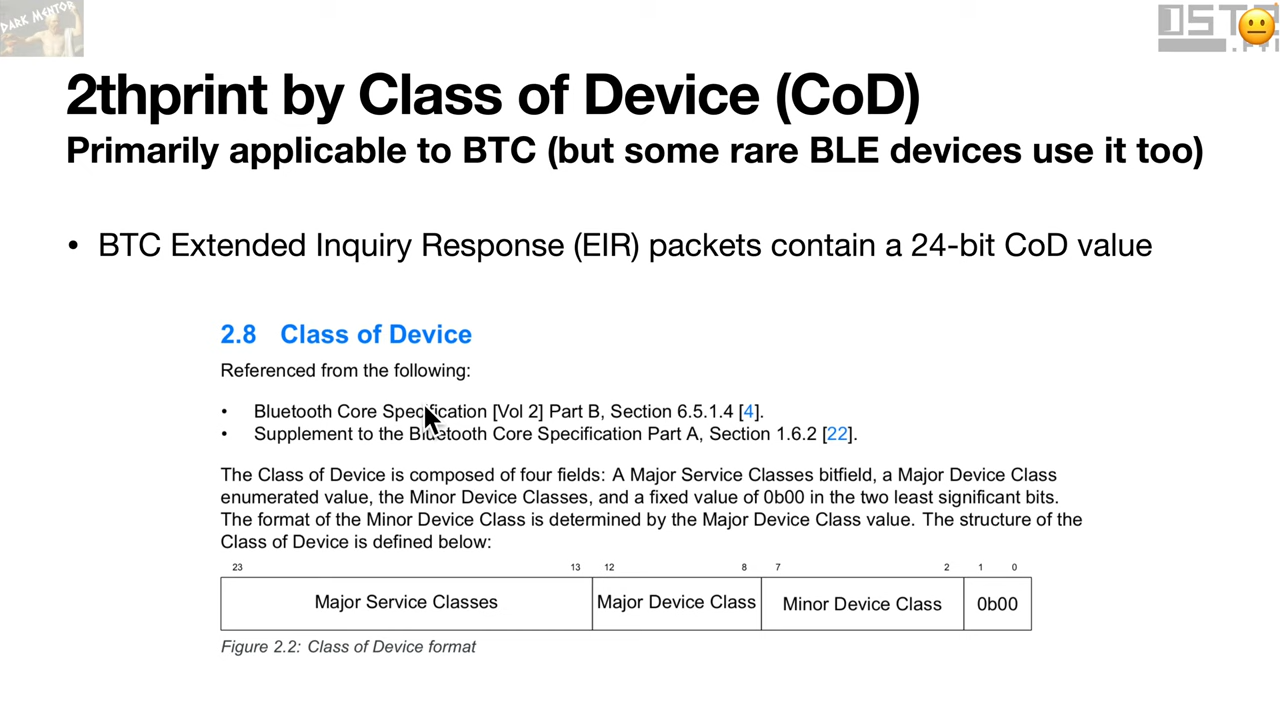 DARK MENTOR
OST2
.FYI
2thprint by Class of Device (CoD)
Primarily applicable to BTC (but some rare BLE devices use it too)
• BTC Extended Inquiry Response (EIR) packets contain a 24-bit CoD value
2.8 Class of Device
Referenced from the following:
• Bluetooth Core Specification [Vol 2] Part B, Section 6.5.1.4 [4].
• Supplement to the Bluetooth Core Specification Part A, Section 1.6.2 [22].
The Class of Device is composed of four fields: A Major Service Classes bitfield, a Major Device Class
enumerated value, the Minor Device Classes, and a fixed value of 0b00 in the two least significant bits.
The format of the Minor Device Class is determined by the Major Device Class value. The structure of the
Class of Device is defined below:
23 13 12 8 7 2 1 0
Major Service Classes Major Device Class Minor Device Class 0b00
Figure 2.2: Class of Device format